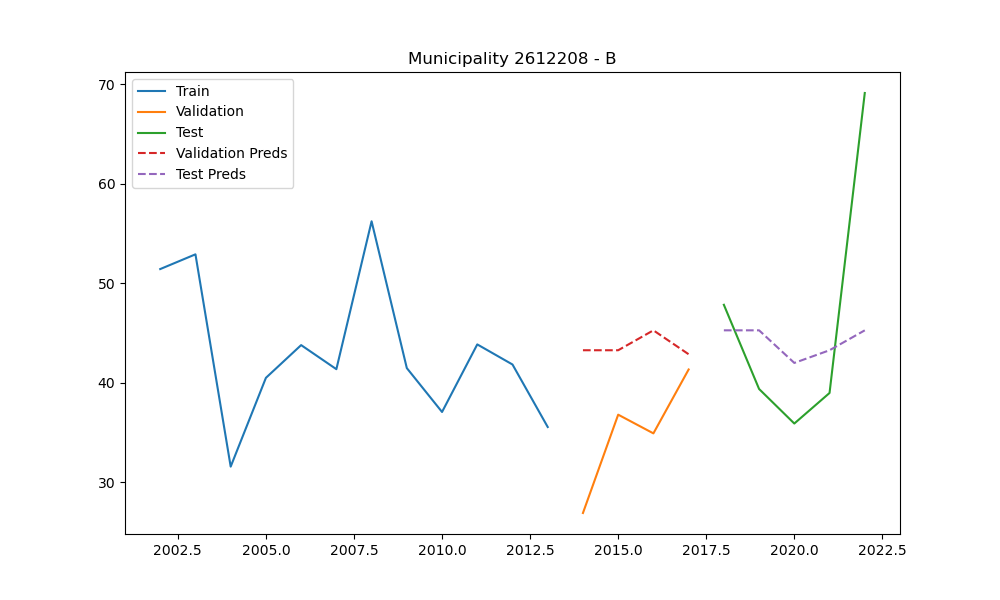 Municipality 2612208 - B
Train
Validation
Test
Validation Preds
Test Preds
70
60
50
40
30
2002.5 2005.0 2007.5 2010.0 2012.5 2015.0 2017.5 2020.0 2022.5